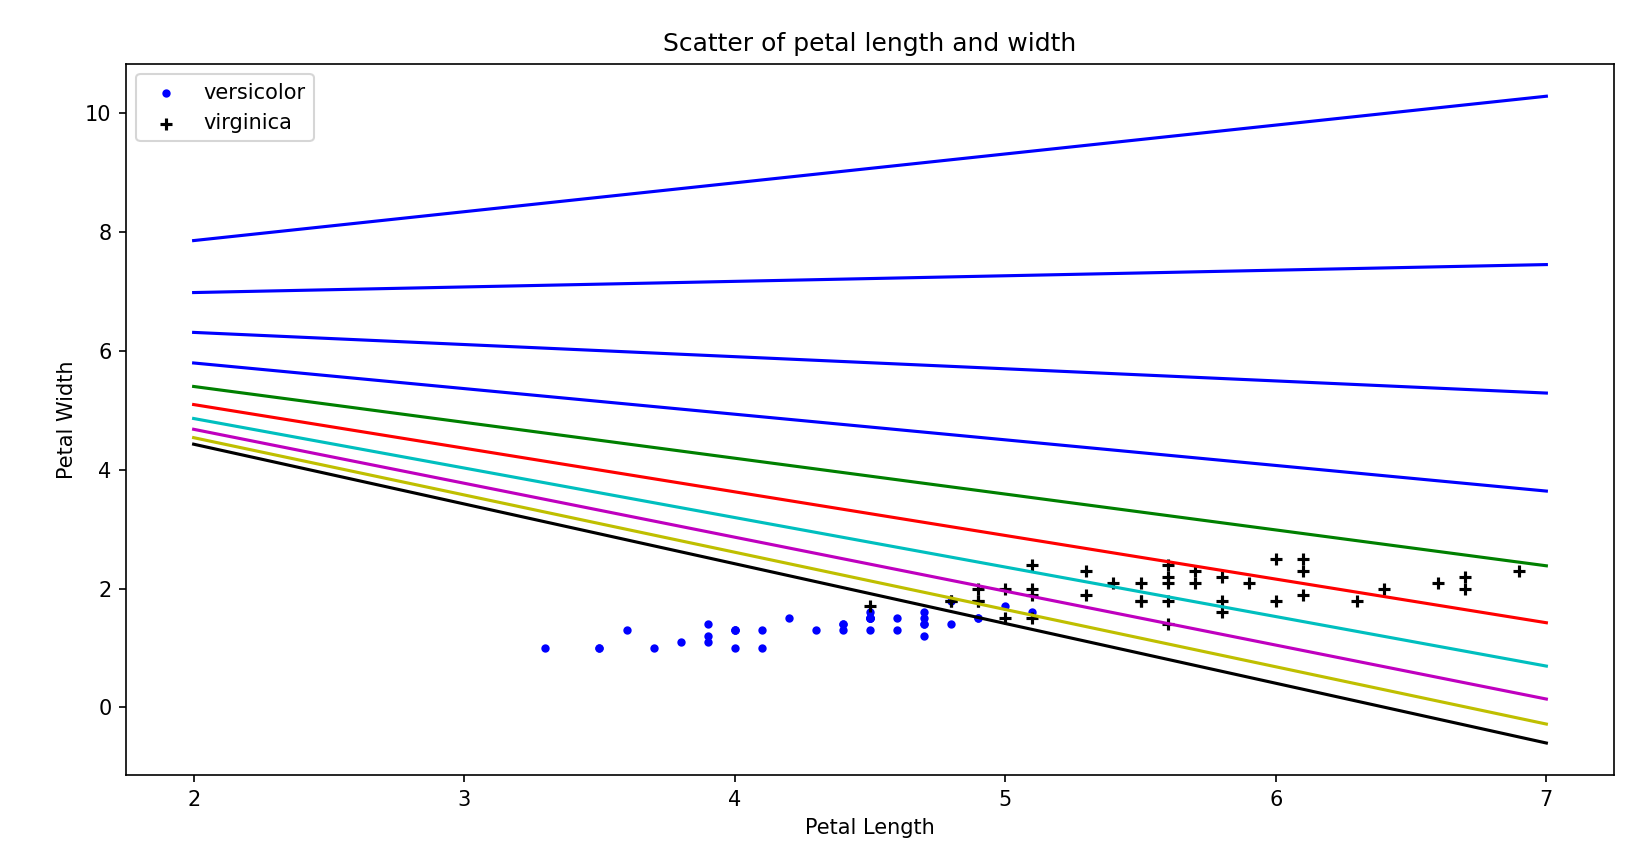 Scatter of petal length and width
versicolor
virginica
10
8
6
4
2
0
Petal Width
2 3 4 5 6 7
Petal Length